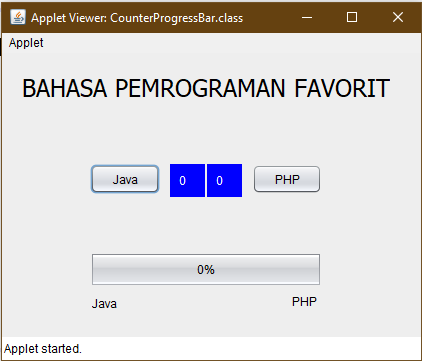 Applet Viewer: CounterProgressBar.class
Applet
BAHASA PEMROGRAMAN FAVORIT
Java 0 0 PHP
0%
Java PHP
Applet started.